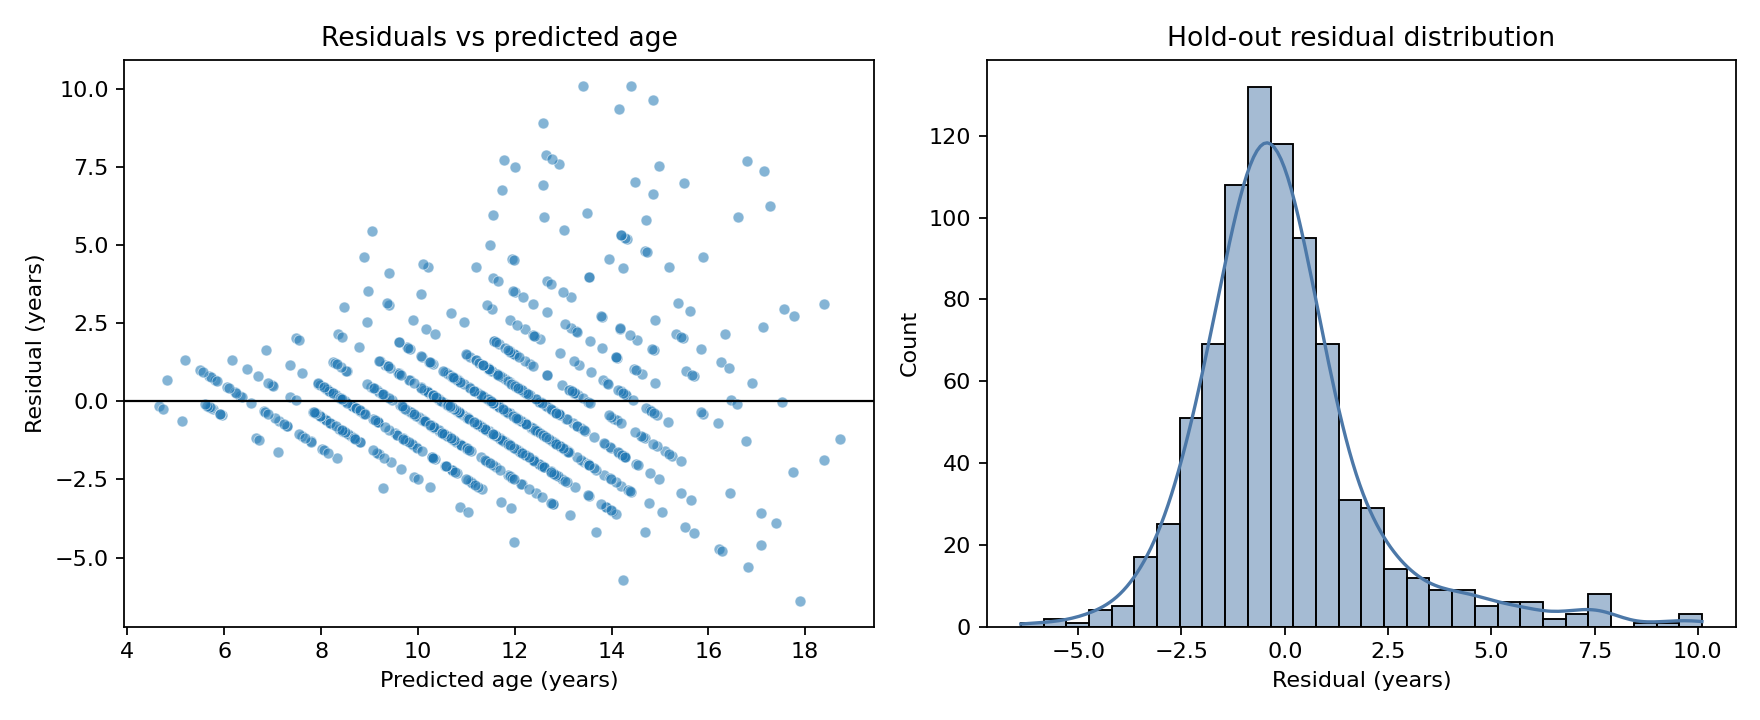 Residuals vs predicted age
10.0
7.5
5.0
2.5
0.0
−2.5
−5.0
Residual (years)
4 6 8 10 12 14 16 18
Predicted age (years)
Hold-out residual distribution
120
100
80
60
40
20
0
Count
−5.0 −2.5 0.0 2.5 5.0 7.5 10.0
Residual (years)